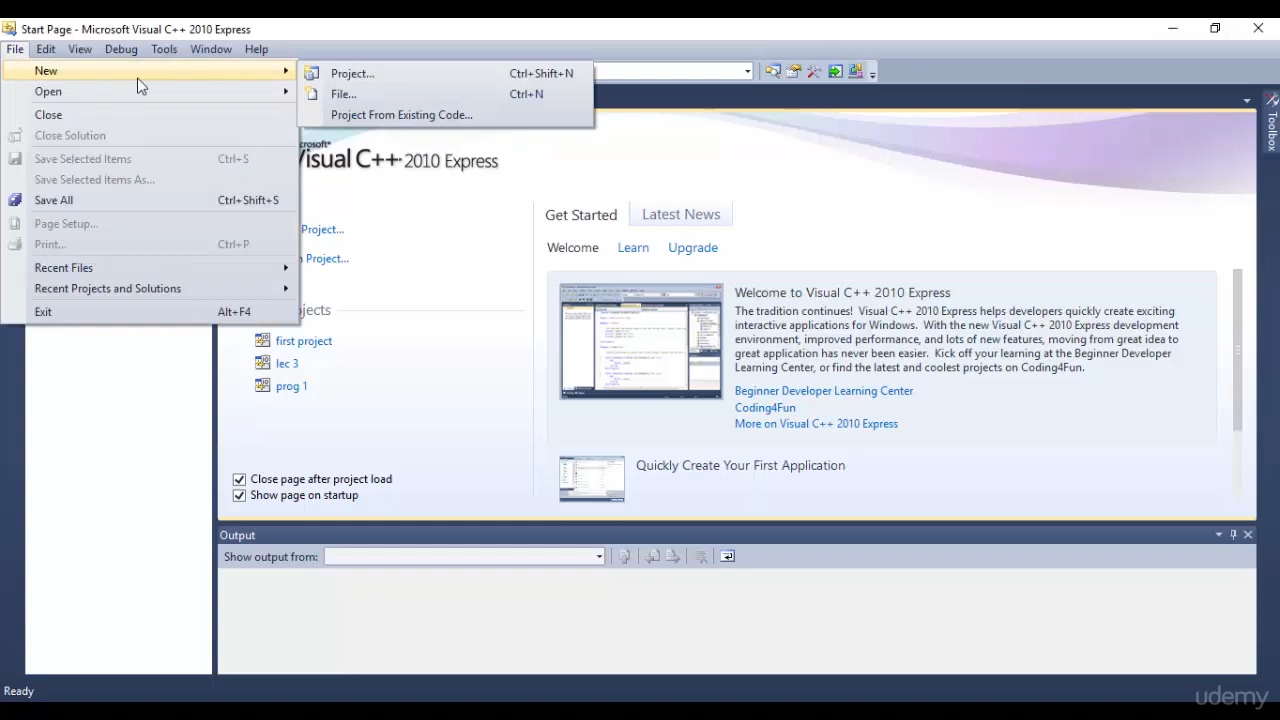 Start Page - Microsoft Visual C++ 2010 Express
File Edit View Debug Tools Window Help
New
Open
Close
Close Solution
Save Selected Items Ctrl+S
Save Selected Items As...
Save All Ctrl+Shift+S
Page Setup...
Print... Ctrl+P
Recent Files
Recent Projects and Solutions
Exit Alt+F4
Project... Ctrl+Shift+N
File... Ctrl+N
Project From Existing Code...
Toolbox
crosoft*
isual C++ 2010 Express
Project...
n Project...
jects
first project
lec 3
prog 1
Close page after project load
Show page on startup
Get Started Latest News
Welcome Learn Upgrade
Welcome to Visual C++ 2010 Express
The tradition continues! Visual C++ 2010 Express helps developers quickly create exciting
interactive applications for Windows. With the new Visual C++ 2010 Express development
environment, improved performance, and lots of new features, moving from great idea to
great application has never been easier. Kick off your learning at the Beginner Developer
Learning Center, or find the latest and coolest projects on Coding4Fun.
Beginner Developer Learning Center
Coding4Fun
More on Visual C++ 2010 Express
Quickly Create Your First Application
Output
Show output from:
Ready
udemy